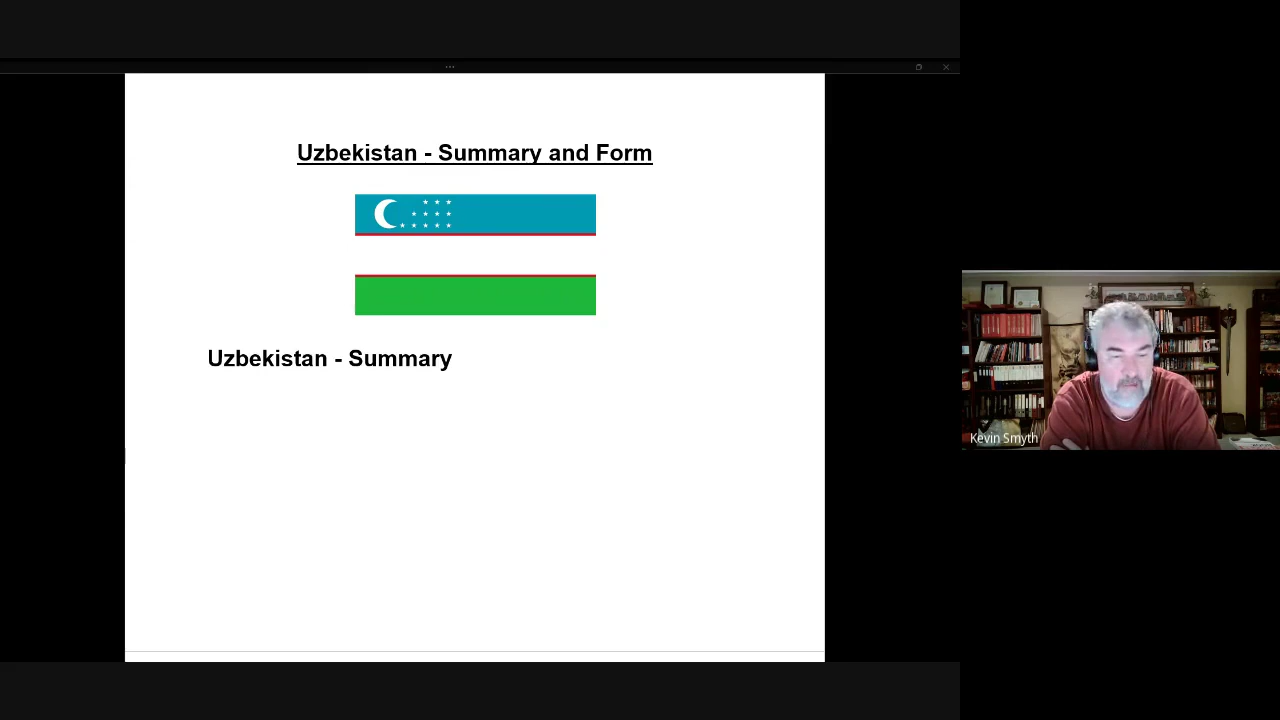 Uzbekistan - Summary and Form
Uzbekistan - Summary
Kevin Smyth